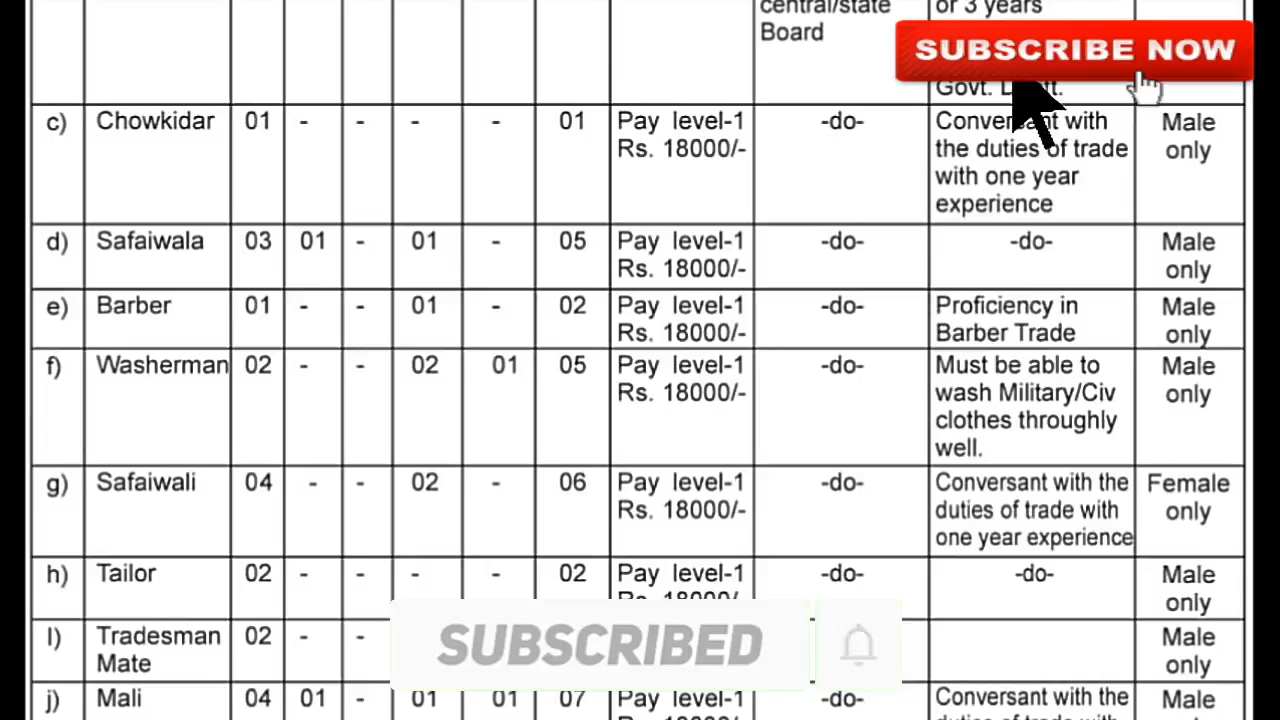 central/state or 3 years
Board
SUBSCRIBE NOW
Govt.
c) Chowkidar 01 - - - - 01 Pay level-1 -do- Conversant with Male
Rs. 18000/- the duties of trade only
with one year
experience
d) Safaiwala 03 01 - 01 - 05 Pay level-1 -do- -do- Male
Rs. 18000/- only
e) Barber 01 - - 01 - 02 Pay level-1 -do- Proficiency in Male
Rs. 18000/- Barber Trade only
f) Washerman 02 - - 02 01 05 Pay level-1 -do- Must be able to Male
Rs. 18000/- wash Military/Civ only
clothes throughly
well.
g) Safaiwali 04 - - 02 - 06 Pay level-1 -do- Conversant with the Female
Rs. 18000/- duties of trade with only
one year experience
h) Tailor 02 - - - - 02 Pay level-1 -do- -do- Male
Rs. 18000/- only
l) Tradesman 02 - - Male
Mate only
SUBSCRIBED
j) Mali 04 01 - 01 01 07 Pay level-1 -do- Conversant with the Male
duties of trade with